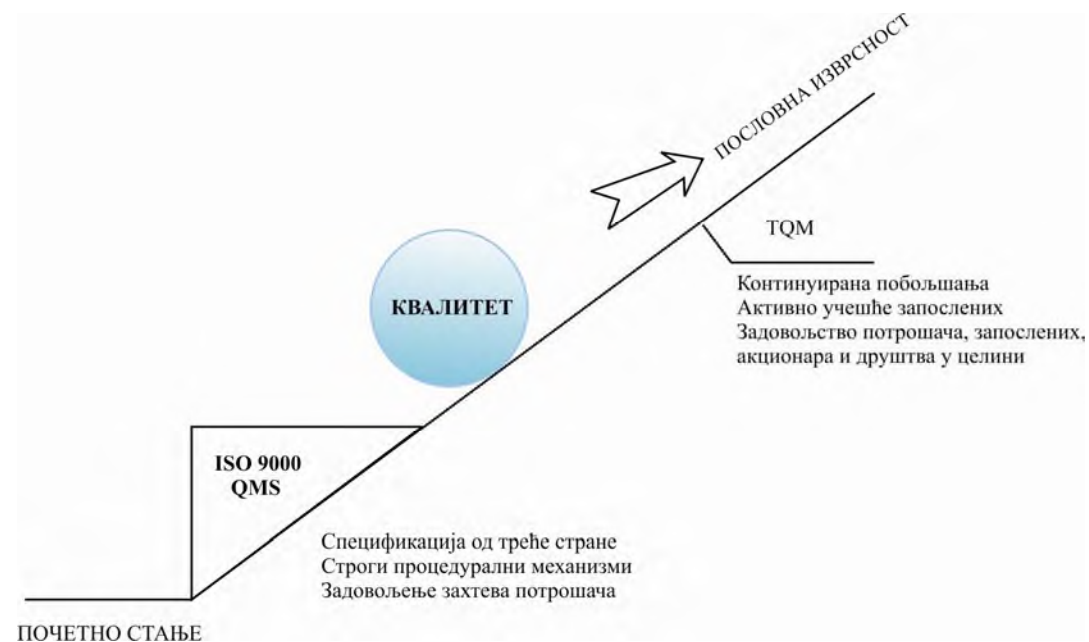 ПОСЛОВНА ИЗВРСНОСТ
TQM
Континуирана побољшања
Активно учешће запослених
Задовољство потрошача, запослених,
акционара и друштва у целини
КВАЛИТЕТ
ISO 9000
QMS
Спецификација од треће стране
Строги процедурални механизми
Задовољење захтева потрошача
ПОЧЕТНО СТАЊЕ